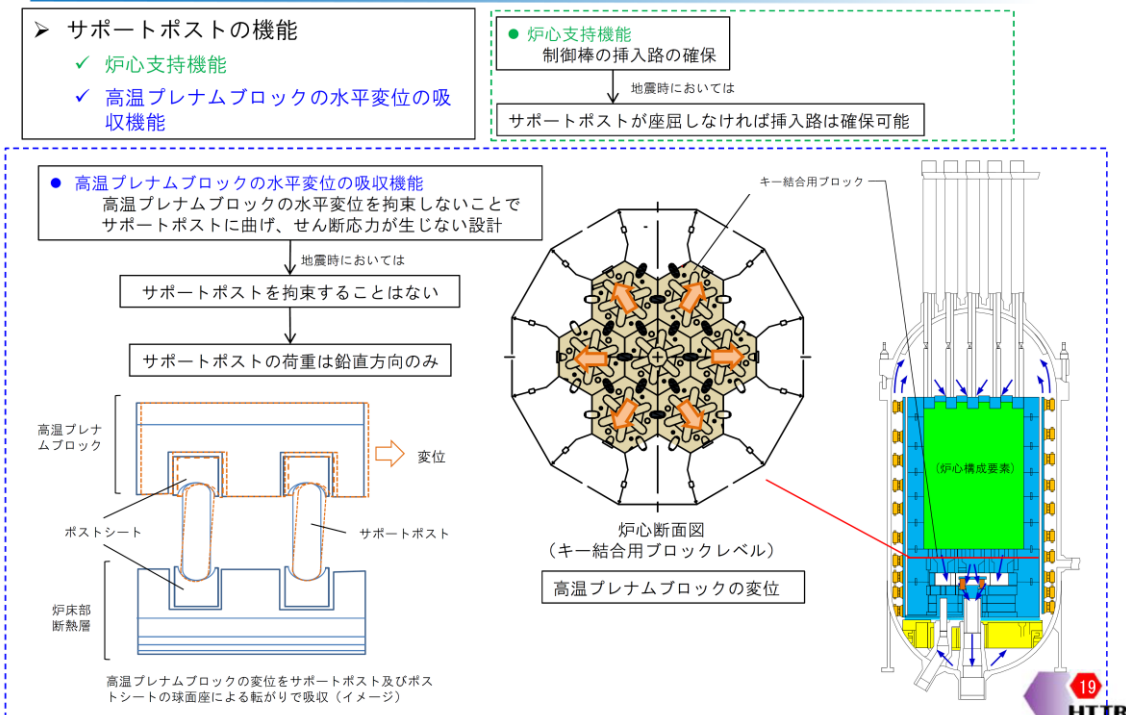 ➢ サポートポストの機能
✓ 炉心支持機能
✓ 高温プレナムブロックの水平変位の吸
収機能
● 炉心支持機能
制御棒の挿入路の確保
地震時においては
サポートポストが座屈しなければ挿入路は確保可能
● 高温プレナムブロックの水平変位の吸収機能
高温プレナムブロックの水平変位を拘束しないことで
サポートポストに曲げ、せん断応力が生じない設計
地震時においては
サポートポストを拘束することはない
サポートポストの荷重は鉛直方向のみ
高温プレナ
ムブロック
変位
ポストシート
サポートポスト
炉床部
断熱層
高温プレナムブロックの変位をサポートポスト及びポス
トシートの球面座による転がりで吸収（イメージ）
キー結合用ブロック
炉心断面図
（キー結合用ブロックレベル）
高温プレナムブロックの変位
(炉心構成要素)
19
HTTR